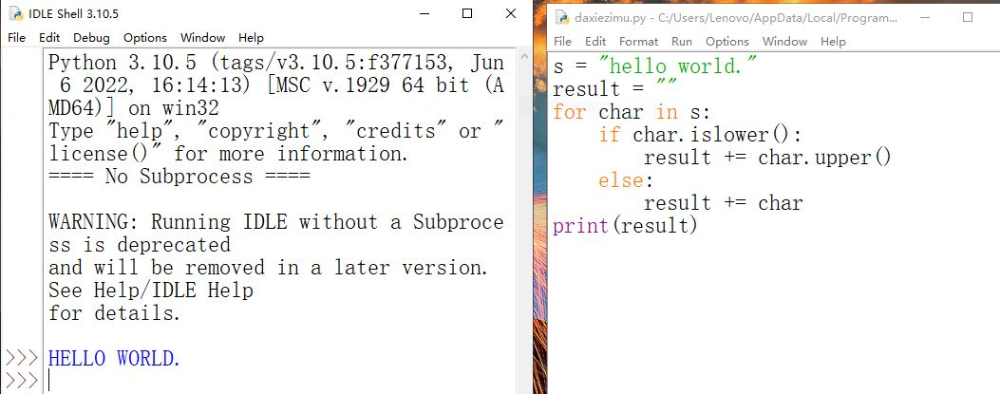 IDLE Shell 3.10.5
File Edit Debug Options Window Help
Python 3.10.5 (tags/v3.10.5:f377153, Jun
 6 2022, 16:14:13) [MSC v.1929 64 bit (A
MD64)] on win32
Type "help", "copyright", "credits" or "
license()" for more information.
==== No Subprocess ====
WARNING: Running IDLE without a Subproce
ss is deprecated
and will be removed in a later version.
See Help/IDLE Help
for details.
>>> HELLO WORLD.
>>>
daxiezimu.py - C:/Users/Lenovo/AppData/Local/Program...
File Edit Format Run Options Window Help
s = "hello world."
result = ""
for char in s:
    if char.islower():
        result += char.upper()
    else:
        result += char
print(result)